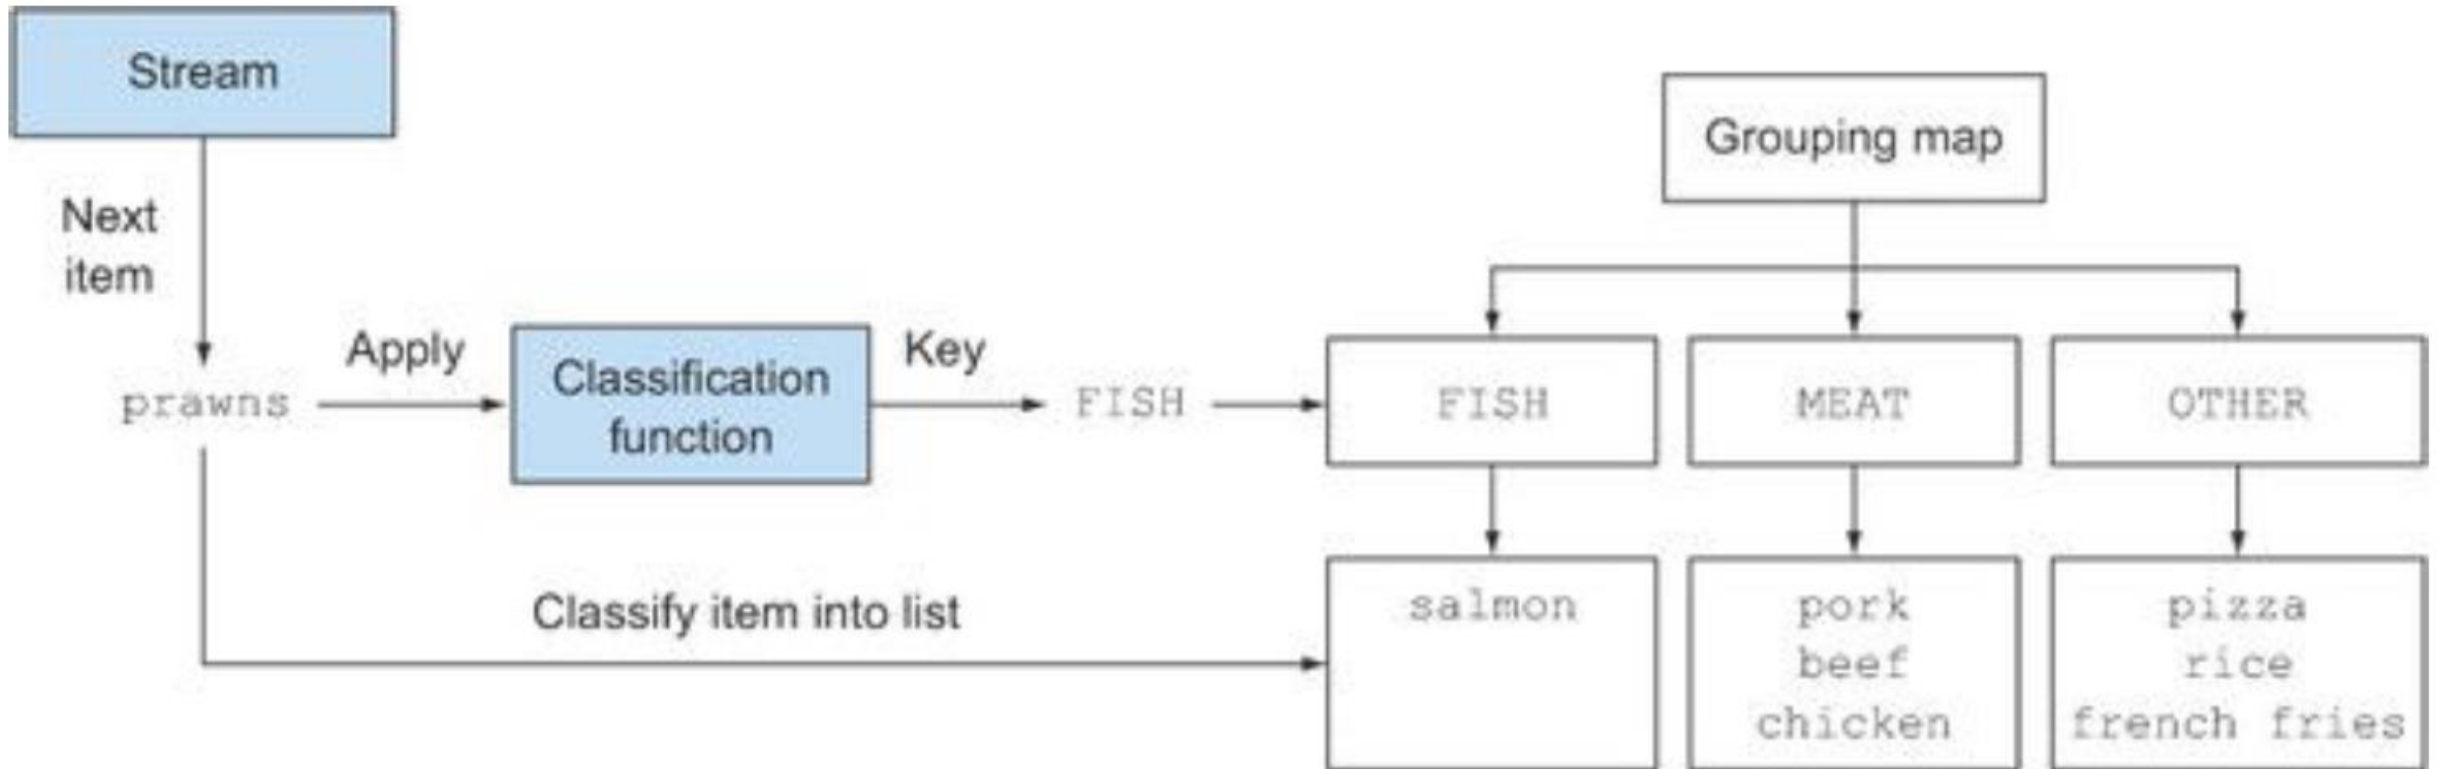 Stream
Grouping map
Next
item
Apply
Classification
function
Key
prawns
FISH
FISH
MEAT
OTHER
Classify item into list
salmon
pork
beef
chicken
pizza
rice
french fries